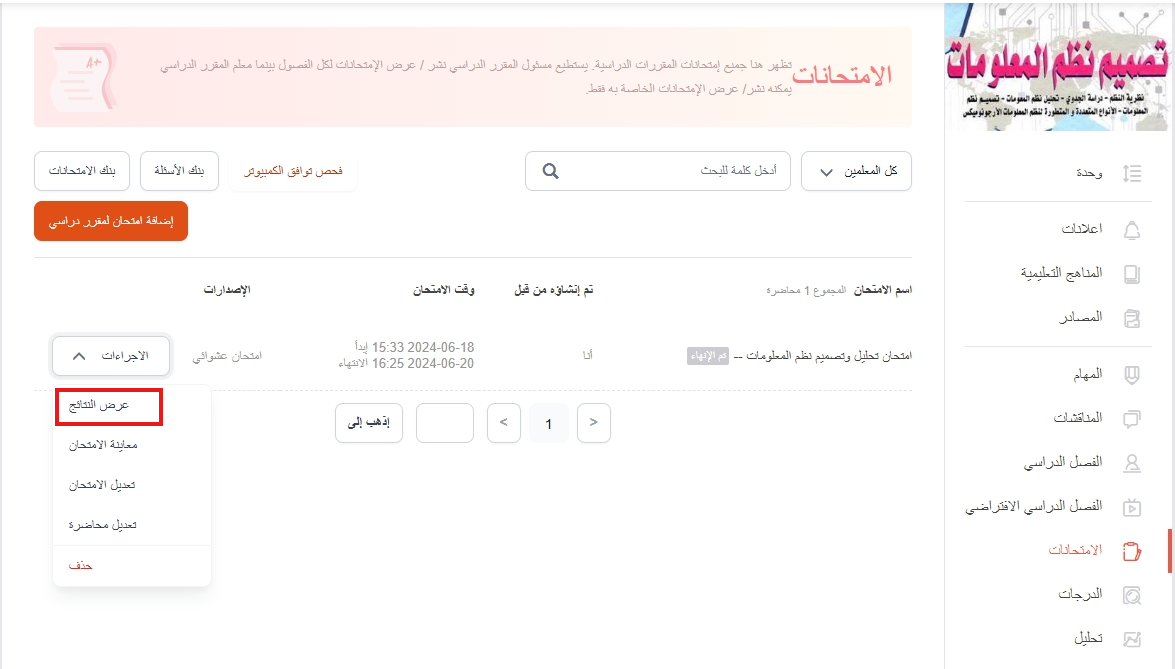 تصميم نظم المعلومات
نظرية النظم - دراسة الجدوي - تحليل نظم المعومات - تصميم نظم
المعلومات - الأنواع المتعددة و المتطورة لنظم المعلومات الأرجونوميكس
وحدة
اعلانات
المناهج التعليمية
المصادر
المهام
المناقشات
الفصل الدراسي
الفصل الدراسي الافتراضي
الامتحانات
الدرجات
تحليل
الامتحانات
تظهر هنا جميع إمتحانات المقررات الدراسية. يستطيع مسئول المقرر الدراسي نشر / عرض الإمتحانات لكل الفصول بينما معلم المقرر الدراسي
يمكنه نشر/ عرض الإمتحانات الخاصة به فقط.
A+
كل المعلمين
أدخل كلمة للبحث
فحص توافق الكمبيوتر
بنك الأسئلة
بنك الامتحانات
إضافة امتحان لمقرر دراسي
اسم الامتحان المجموع 1 محاضرة
تم إنشاؤه من قبل
وقت الامتحان
الإصدارات
امتحان تحليل وتصميم نظم المعلومات -- تم الإنهاء
أنا
2024-06-18 15:33 إبدأ
2024-06-20 16:25 الانتهاء
امتحان عشوائي
الاجراءات
عرض النتائج
معاينة الامتحان
تعديل الامتحان
تعديل محاضرة
حذف
< 1 >
إذهب إلى